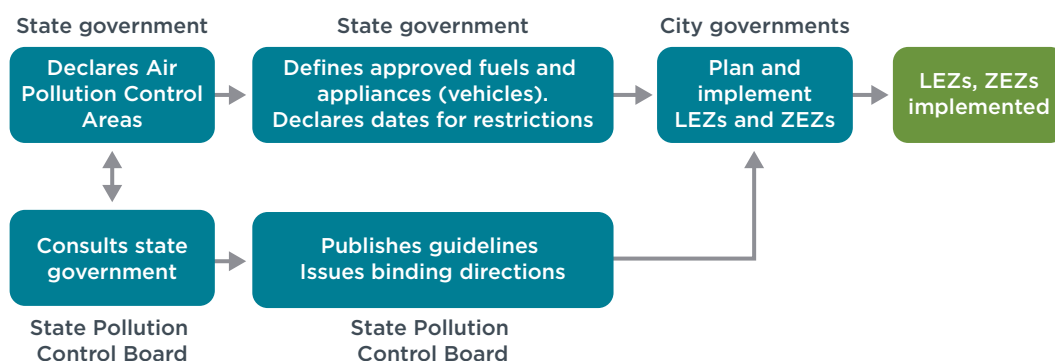 State government
State government
City governments
Declares Air
Pollution Control
Areas
Defines approved fuels and
appliances (vehicles).
Declares dates for restrictions
Plan and
implement
LEZs and ZEZs
LEZs, ZEZs
implemented
Consults state
government
Publishes guidelines
Issues binding directions
State Pollution
Control Board
State Pollution
Control Board